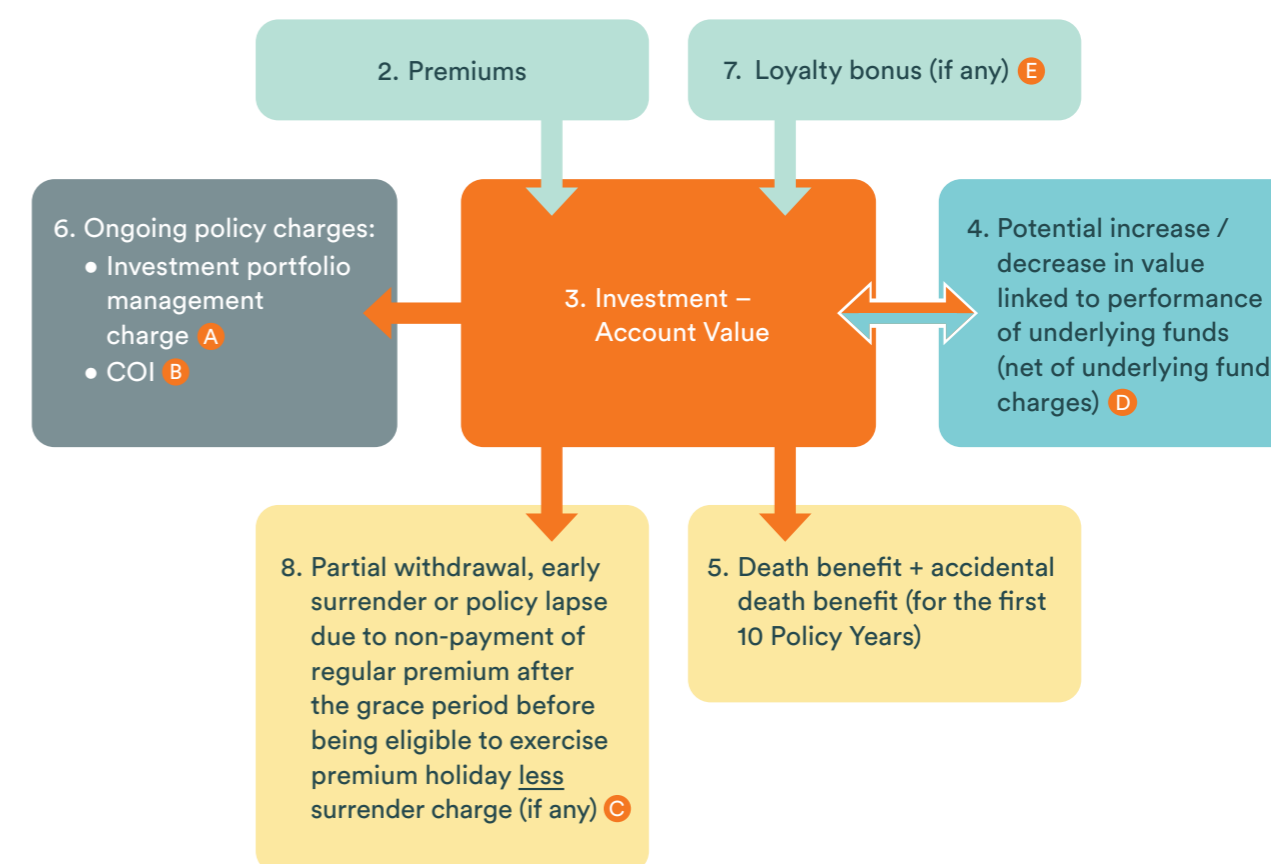 2. Premiums
7. Loyalty bonus (if any) E
6. Ongoing policy charges:
• Investment portfolio
management
charge A
• COI B
3. Investment –
Account Value
4. Potential increase /
decrease in value
linked to performance
of underlying funds
(net of underlying fund
charges) D
8. Partial withdrawal, early
surrender or policy lapse
due to non-payment of
regular premium after
the grace period before
being eligible to exercise
premium holiday less
surrender charge (if any) C
5. Death benefit + accidental
death benefit (for the first
10 Policy Years)